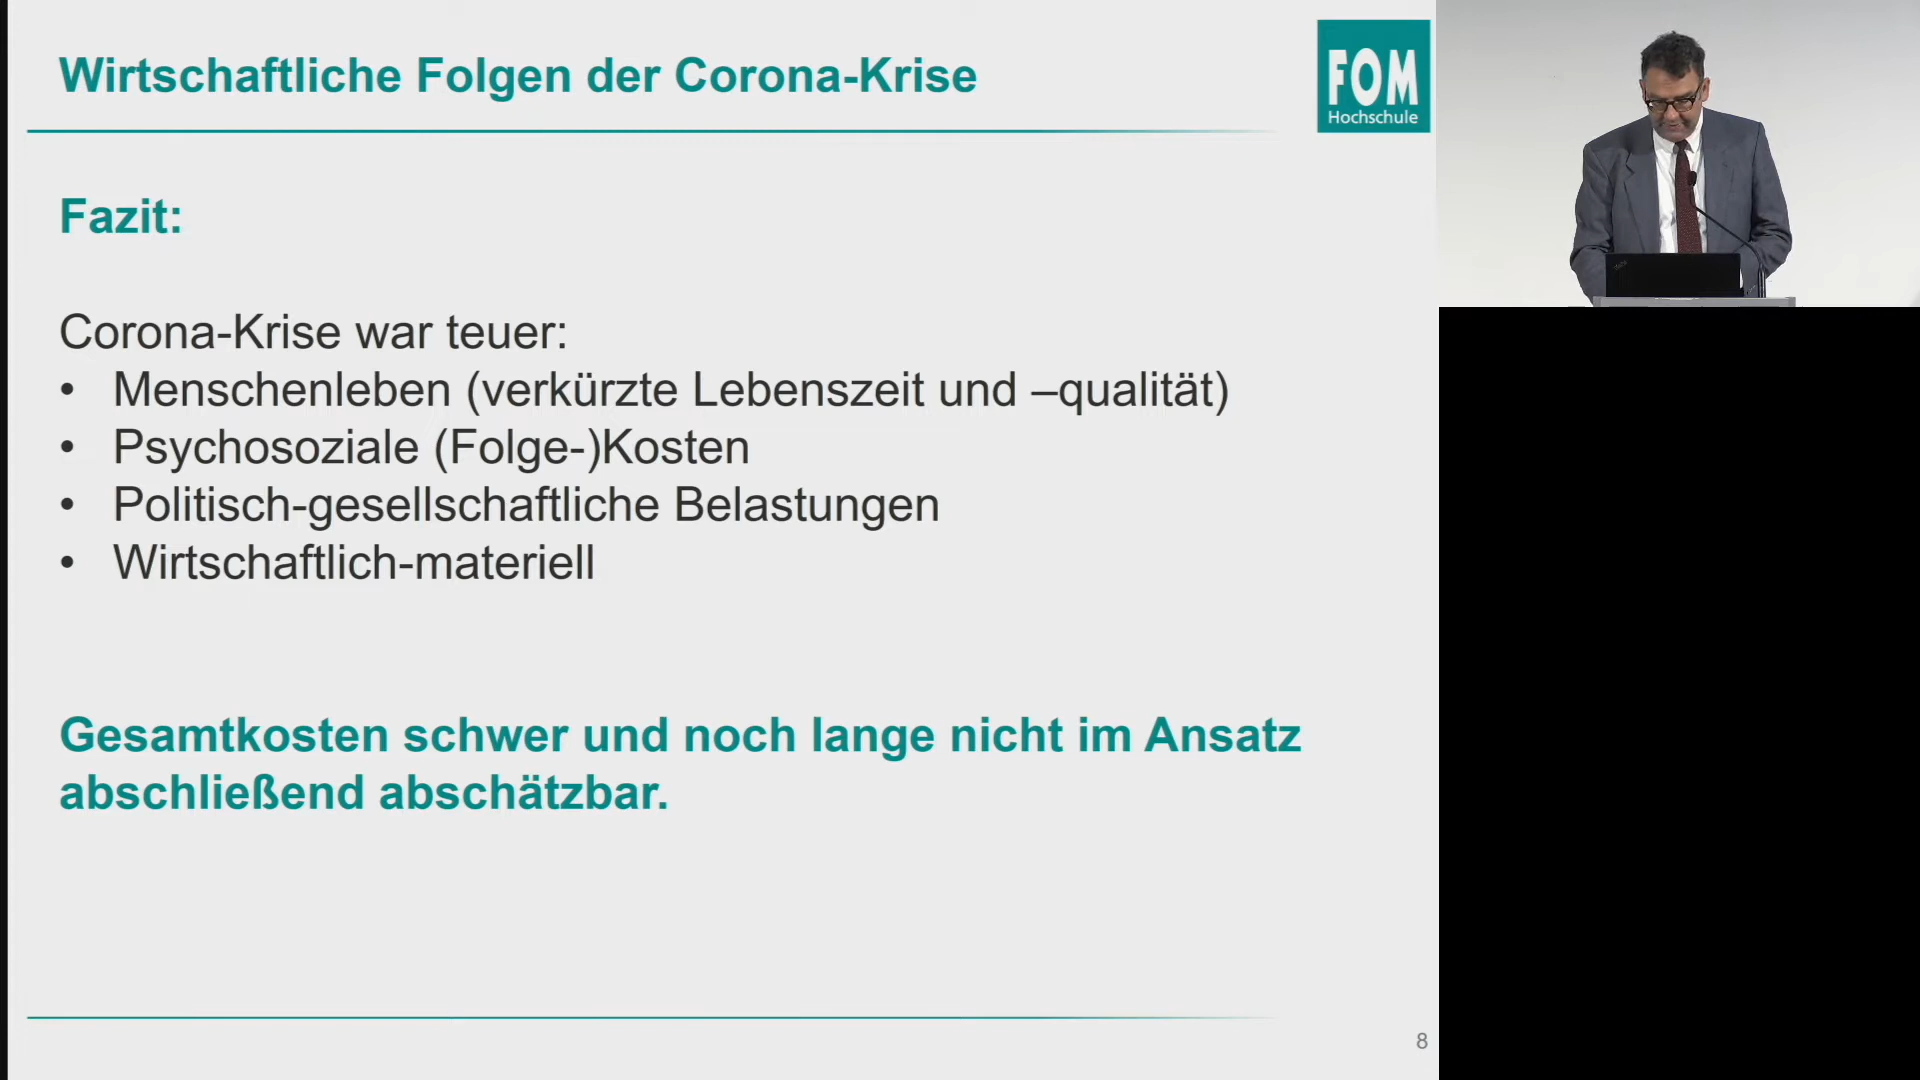 Wirtschaftliche Folgen der Corona-Krise
FOM
Hochschule
Fazit:
Corona-Krise war teuer:
• Menschenleben (verkürzte Lebenszeit und –qualität)
• Psychosoziale (Folge-)Kosten
• Politisch-gesellschaftliche Belastungen
• Wirtschaftlich-materiell
Gesamtkosten schwer und noch lange nicht im Ansatz
abschließend abschätzbar.
8